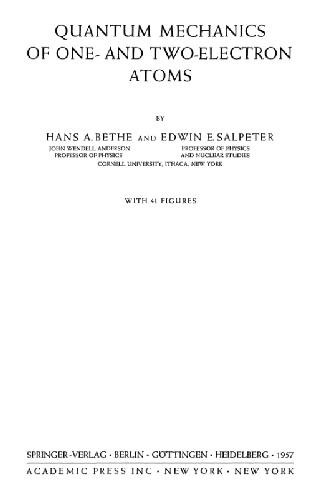 QUANTUM MECHANICS
OF ONE- AND TWO-ELECTRON
ATOMS
BY
HANS A. BETHE AND EDWIN E. SALPETER
JOHN WENDELL ANDERSON PROFESSOR OF PHYSICS
PROFESSOR OF PHYSICS AND NUCLEAR STUDIES
CORNELL UNIVERSITY, ITHACA, NEW YORK
WITH 41 FIGURES
SPRINGER-VERLAG · BERLIN · GÖTTINGEN · HEIDELBERG · 1957
ACADEMIC PRESS INC · NEW YORK · NEW YORK